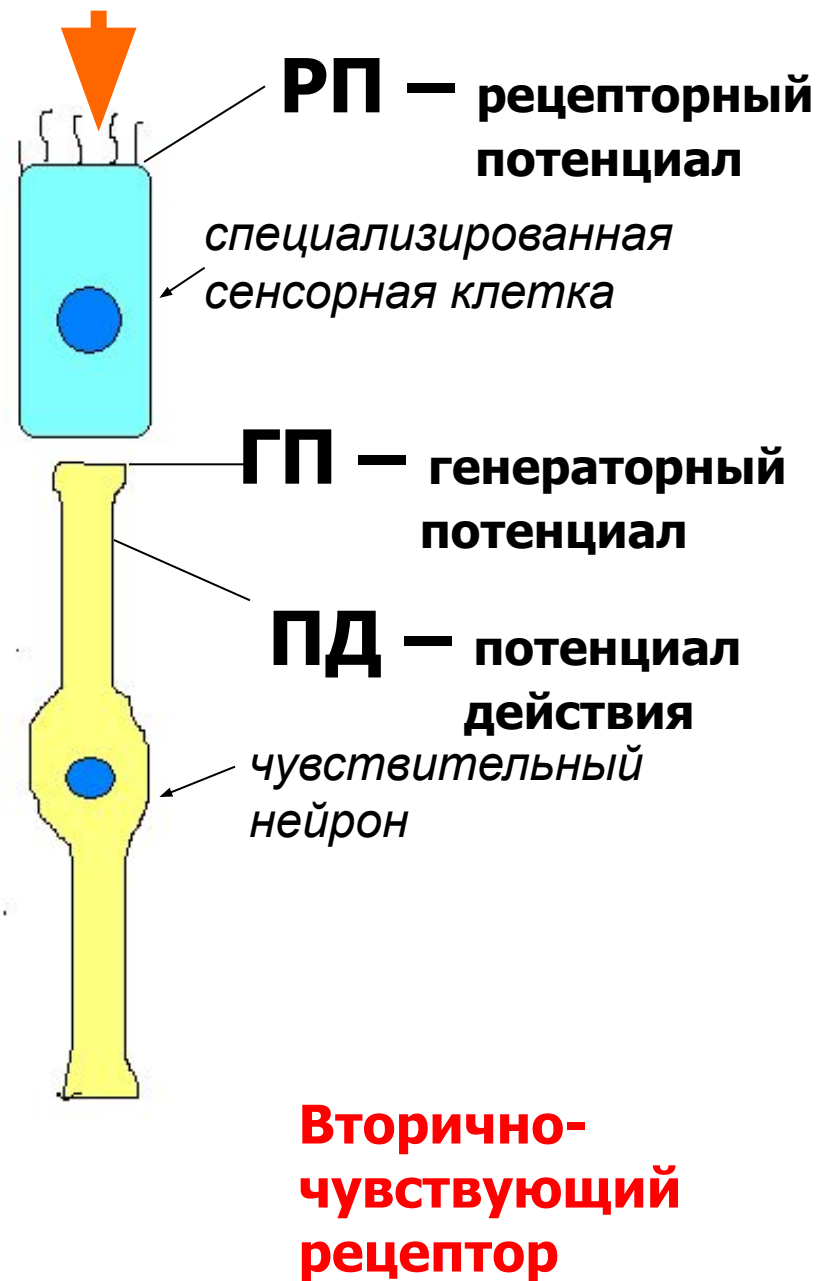 РП – рецепторный
потенциал
специализированная
сенсорная клетка
ГП – генераторный
потенциал
ПД – потенциал
действия
чувствительный
нейрон
Вторично-
чувствующий
рецептор